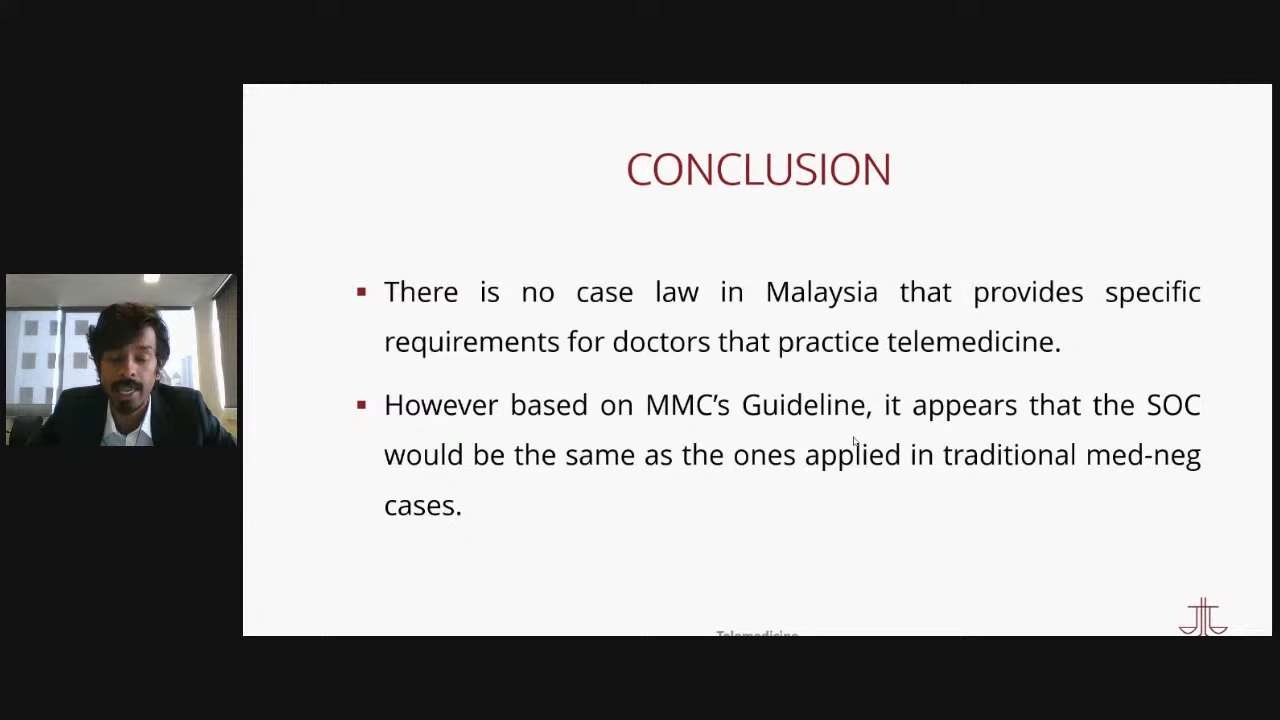 CONCLUSION
▪ There is no case law in Malaysia that provides specific
requirements for doctors that practice telemedicine.
▪ However based on MMC’s Guideline, it appears that the SOC
would be the same as the ones applied in traditional med-neg
cases.
Telemedicine